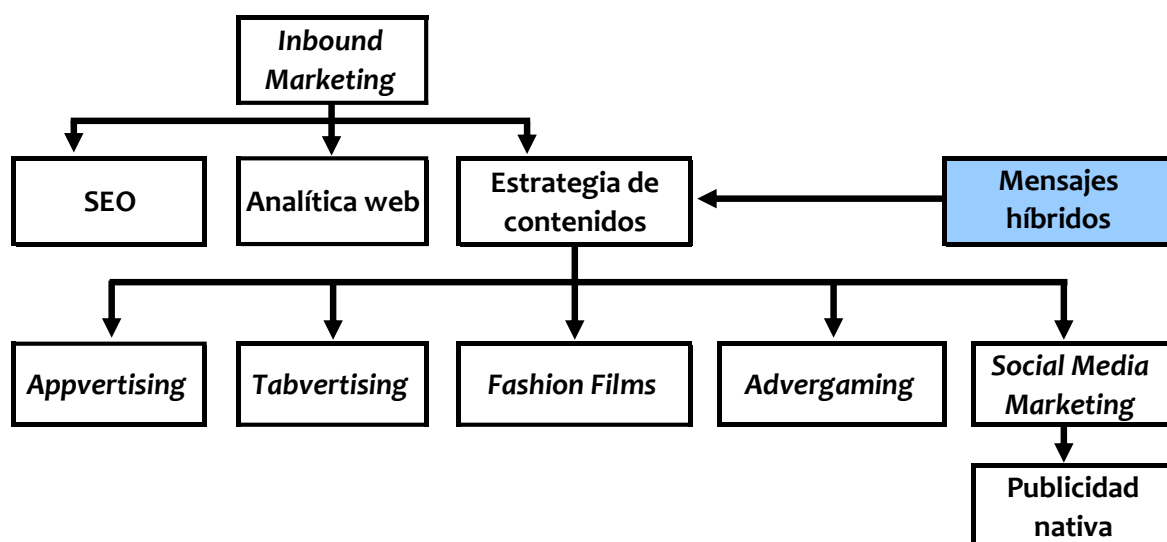 Inbound
Marketing
SEO
Analítica web
Estrategia de
contenidos
Mensajes
híbridos
Appvertising
Tabvertising
Fashion Films
Advergaming
Social Media
Marketing
Publicidad
nativa